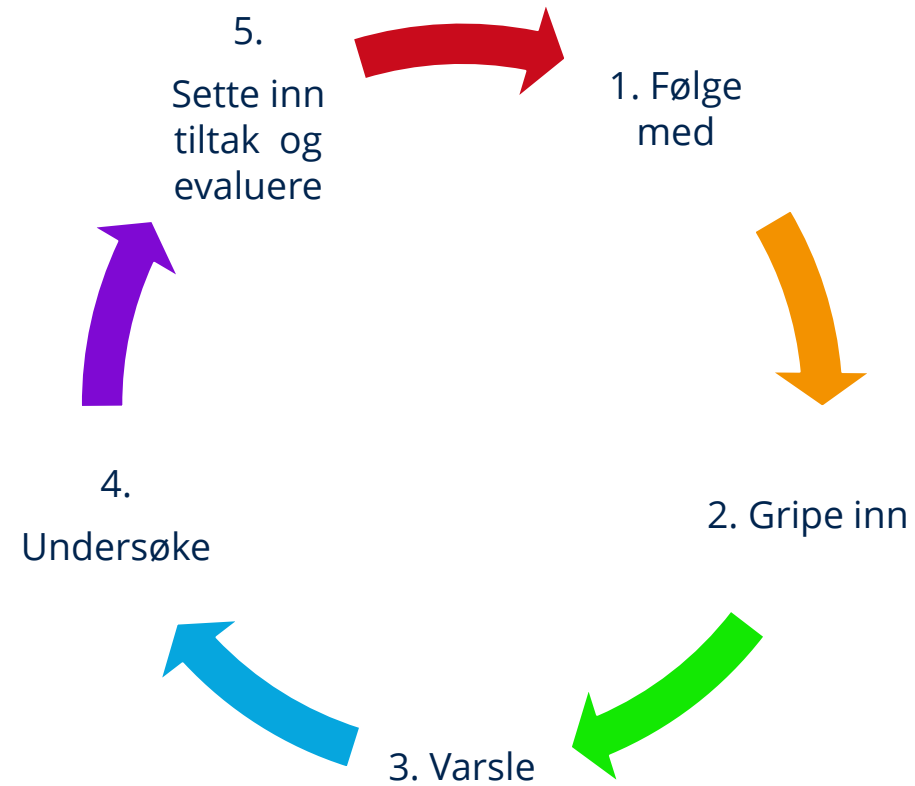 1. Følge
med
2. Gripe inn
3. Varsle
4.
Undersøke
5.
Sette inn
tiltak og
evaluere